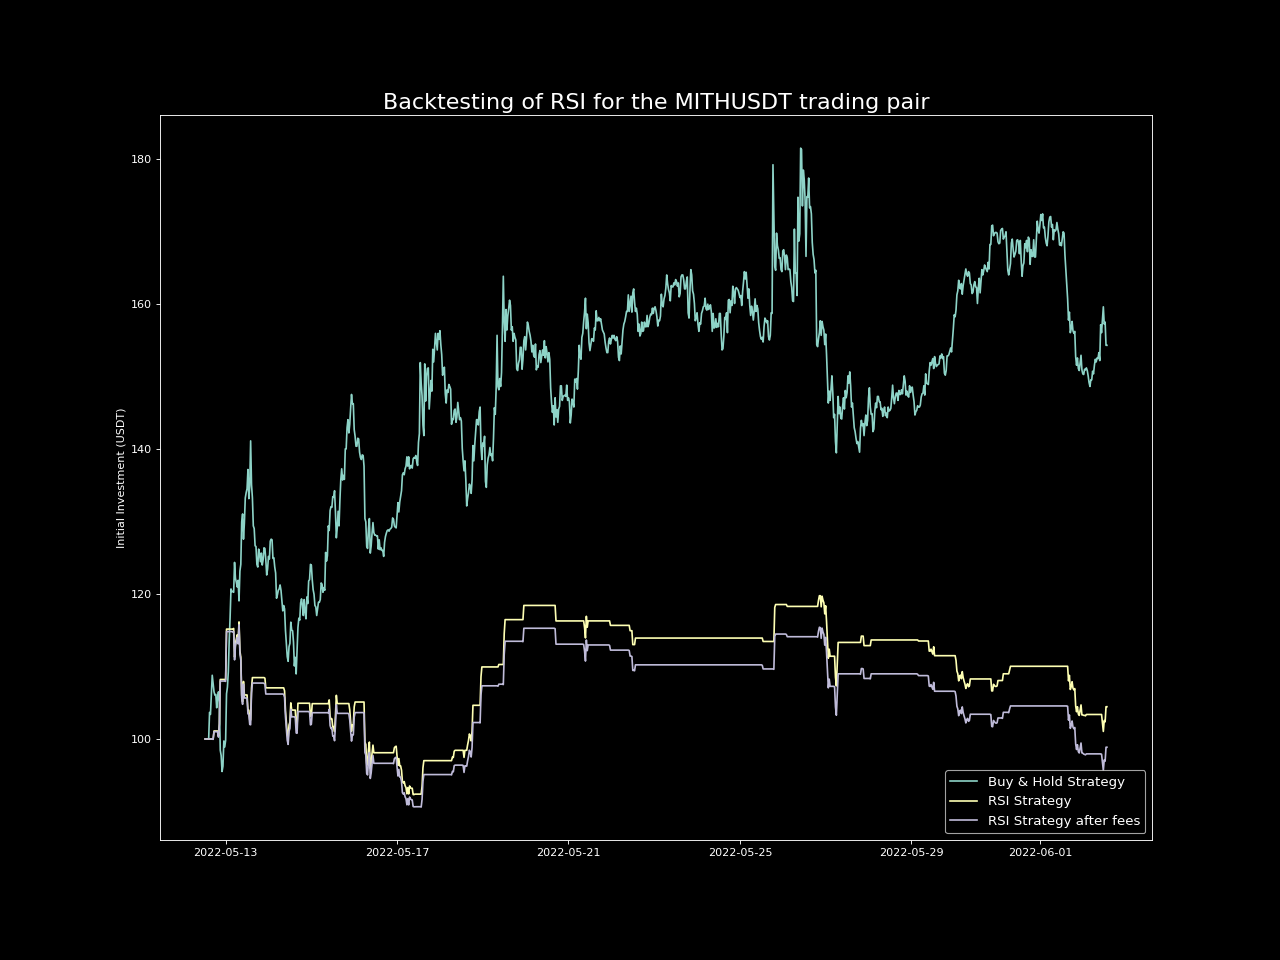 Backtesting of RSI for the MITHUSDT trading pair
180
160
140
120
100
Initial Investment (USDT)
2022-05-13
2022-05-17
2022-05-21
2022-05-25
2022-05-29
2022-06-01
Buy & Hold Strategy
RSI Strategy
RSI Strategy after fees